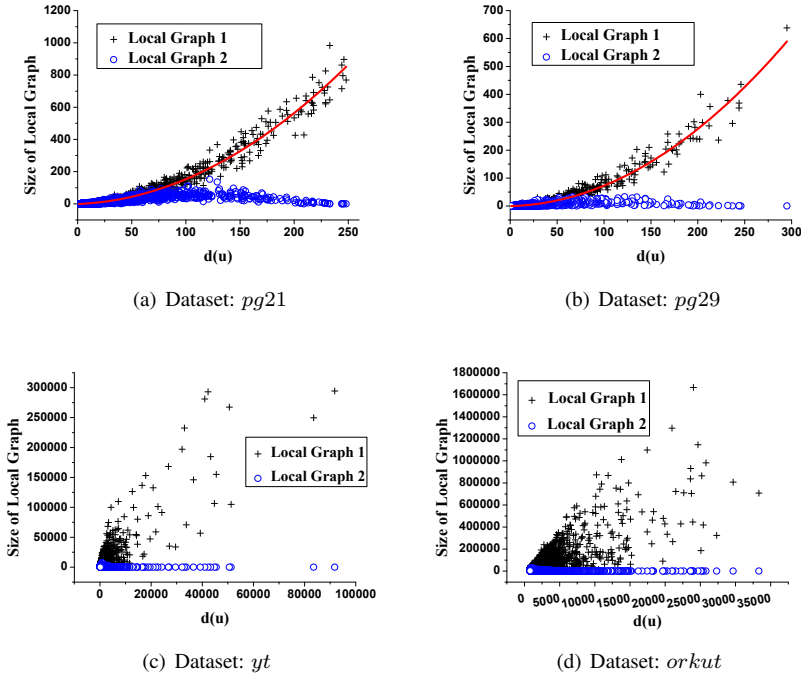 Local Graph 1
Local Graph 2
Size of Local Graph
1200
1000
800
600
400
200
0
0 50 100 150 200 250
d(u)
(a) Dataset: pg21
Local Graph 1
Local Graph 2
Size of Local Graph
700
600
500
400
300
200
100
0
0 50 100 150 200 250 300
d(u)
(b) Dataset: pg29
Local Graph 1
Local Graph 2
Size of Local Graph
300000
250000
200000
150000
100000
50000
0
0 20000 40000 60000 80000 100000
d(u)
(c) Dataset: yt
Local Graph 1
Local Graph 2
Size of Local Graph
1800000
1600000
1400000
1200000
1000000
800000
600000
400000
200000
0
0 5000 10000 15000 20000 25000 30000 35000
d(u)
(d) Dataset: orkut